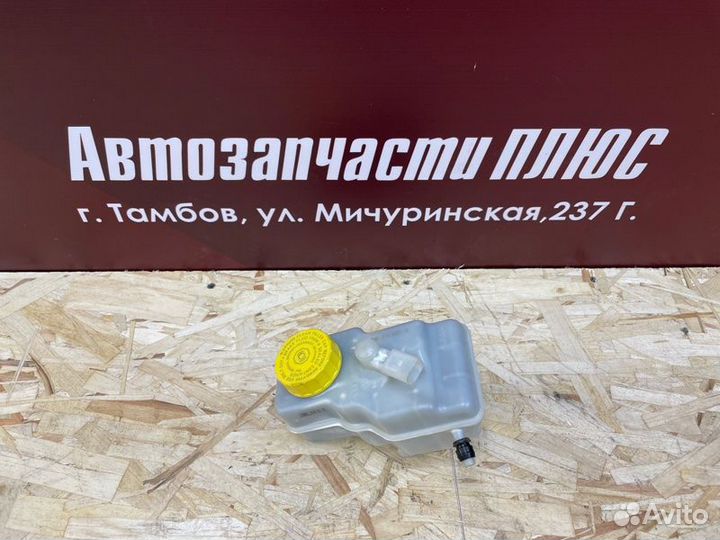 Автозапчасти ПЛЮС
г. Тамбов, ул. Мичуринская,237 Г.
Avito